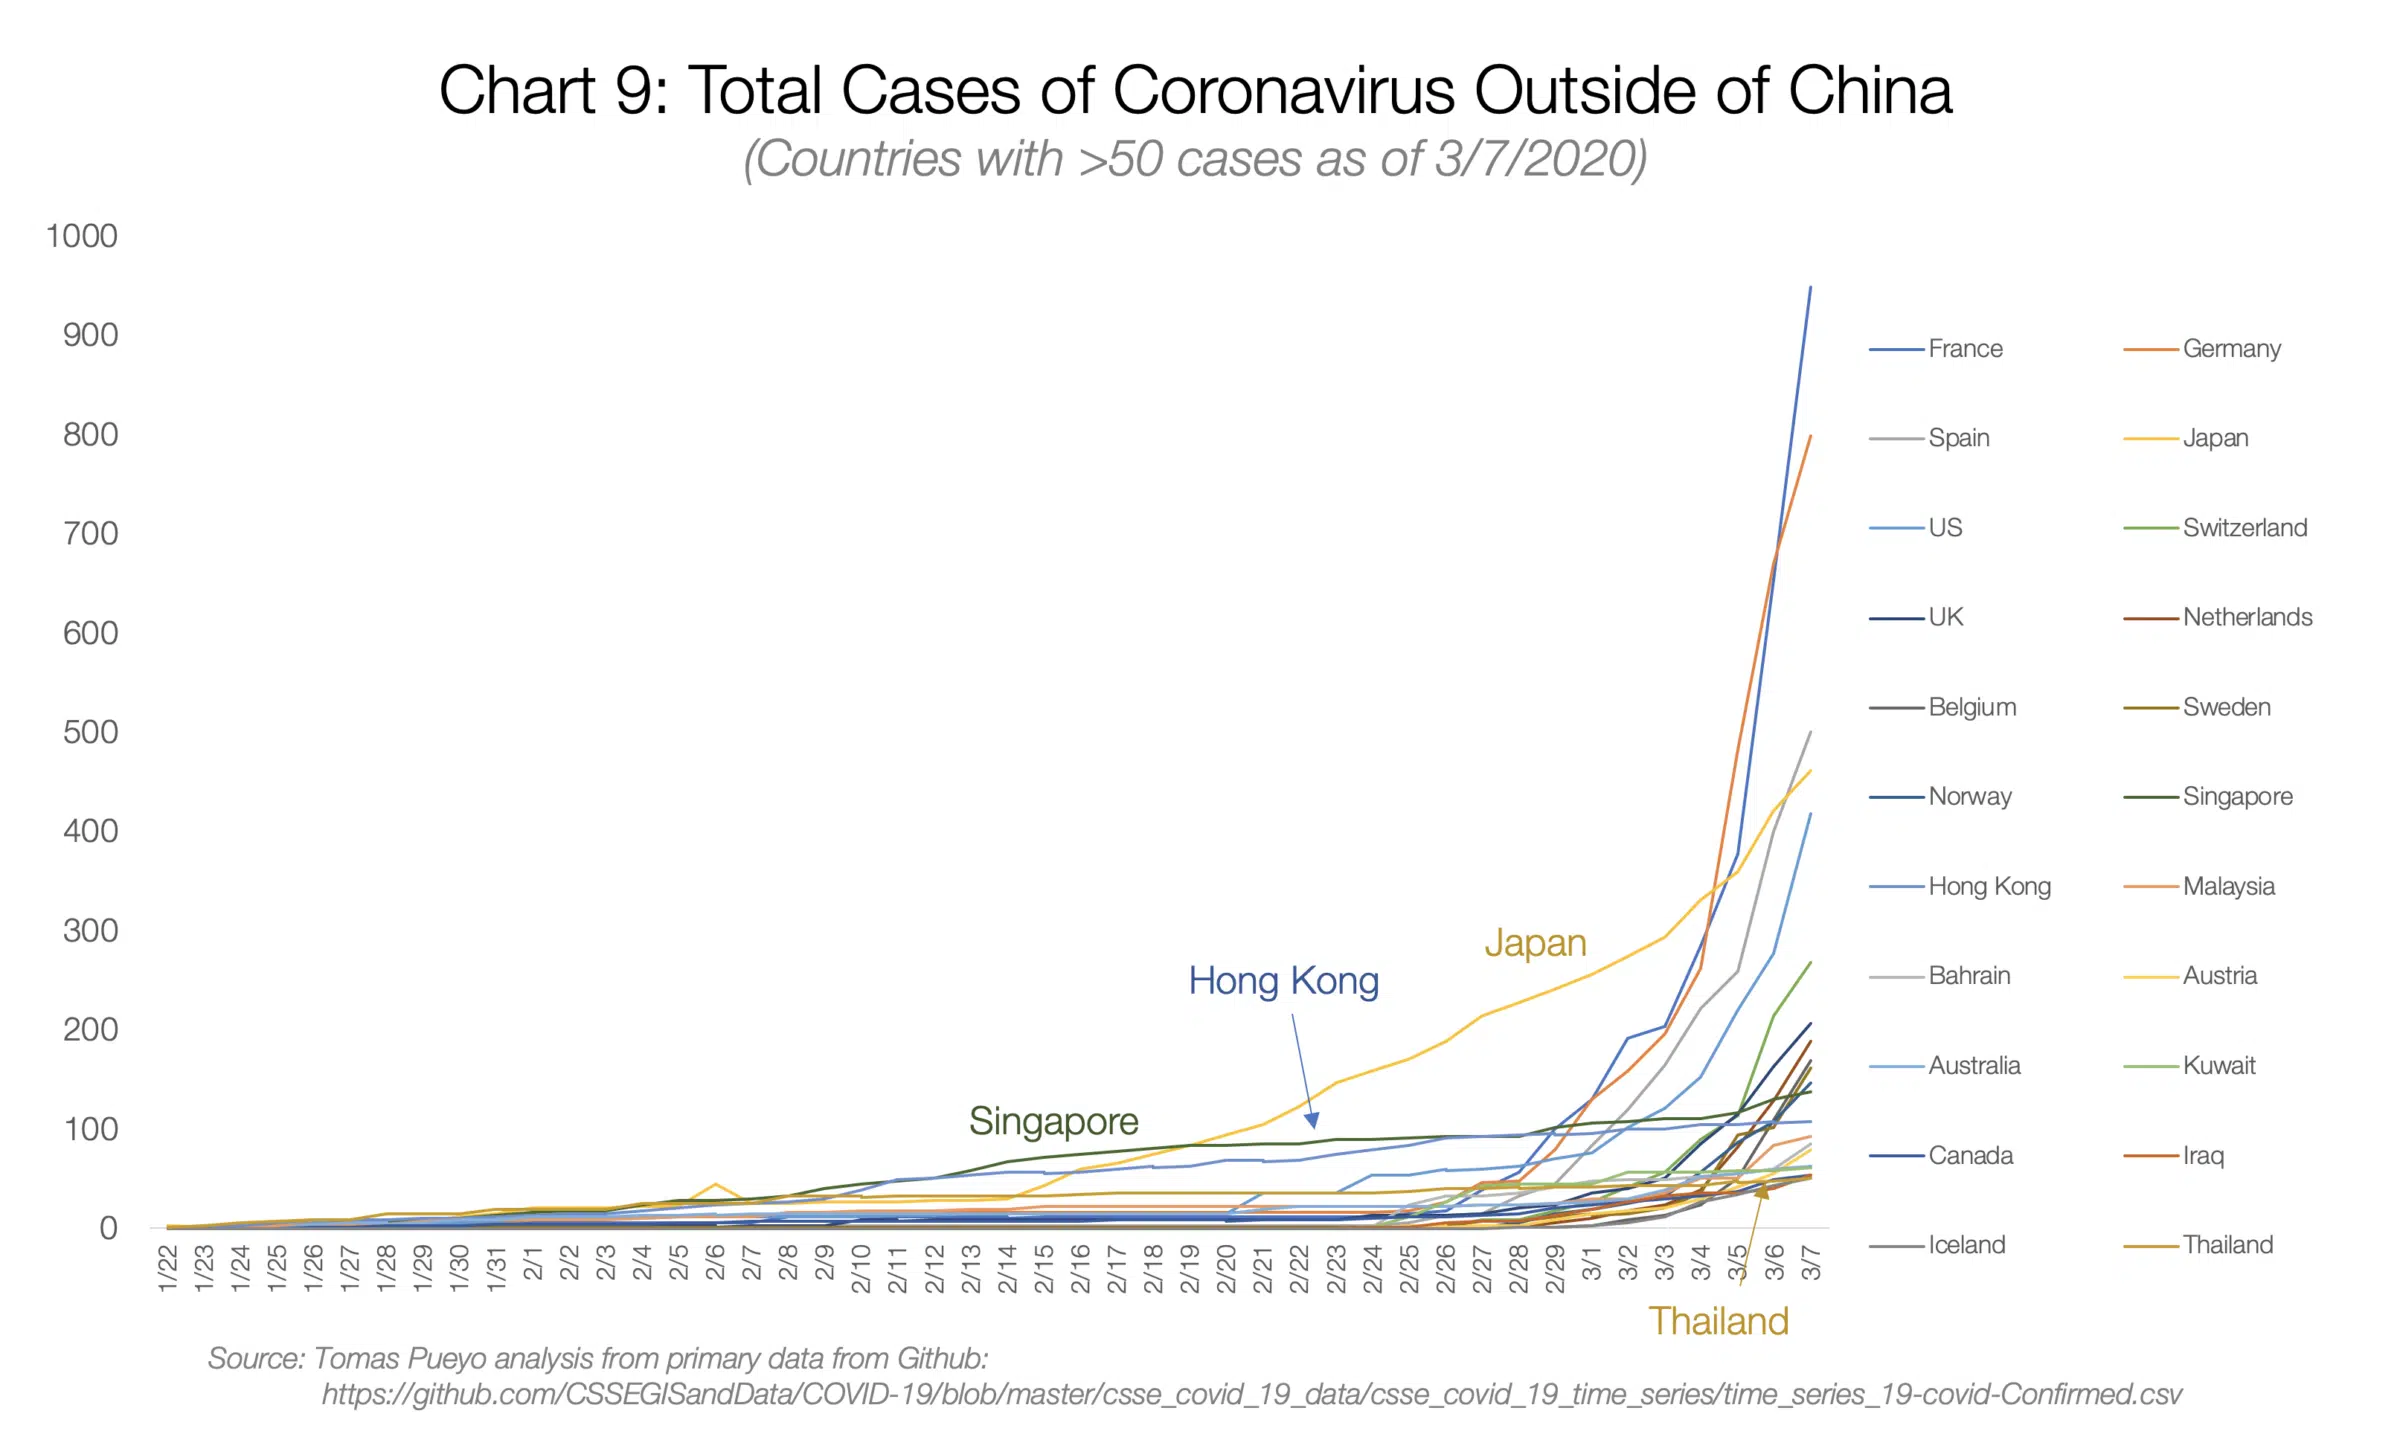 Chart 9: Total Cases of Coronavirus Outside of China
(Countries with >50 cases as of 3/7/2020)
1000
900
800
700
600
500
400
300
200
100
0
Japan
Hong Kong
Singapore
Thailand
France
Germany
Spain
Japan
US
Switzerland
UK
Netherlands
Belgium
Sweden
Norway
Singapore
Hong Kong
Malaysia
Bahrain
Austria
Australia
Kuwait
Canada
Iraq
Iceland
Thailand
1/22
1/23
1/24
1/25
1/26
1/27
1/28
1/29
1/30
1/31
2/1
2/2
2/3
2/4
2/5
2/6
2/7
2/8
2/9
2/10
2/11
2/12
2/13
2/14
2/15
2/16
2/17
2/18
2/19
2/20
2/21
2/22
2/23
2/24
2/25
2/26
2/27
2/28
2/29
3/1
3/2
3/3
3/4
3/5
3/6
3/7
Source: Tomas Pueyo analysis from primary data from Github:
https://github.com/CSSEGISandData/COVID-19/blob/master/csse_covid_19_data/csse_covid_19_time_series/time_series_19-covid-Confirmed.csv